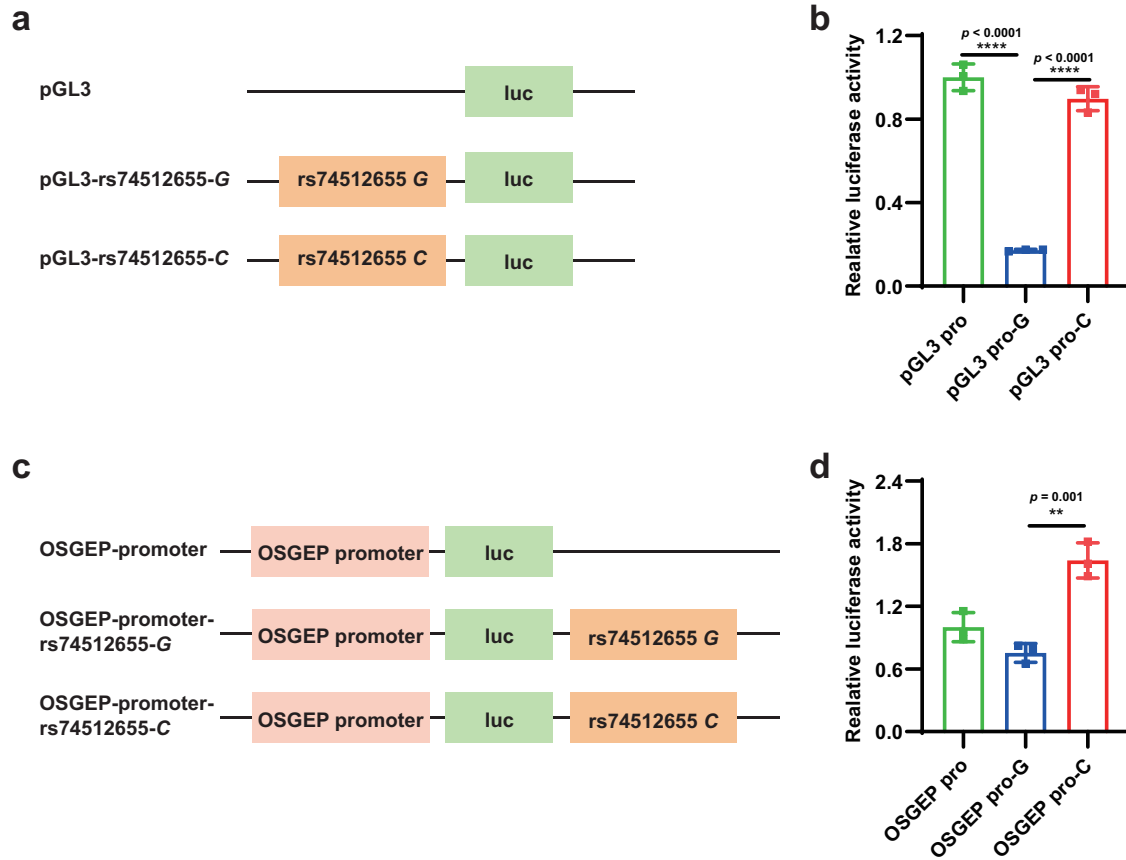 a
pGL3
luc
pGL3-rs74512655-G
rs74512655 G
luc
pGL3-rs74512655-C
rs74512655 C
luc
b
Realative luciferase activity
1.2
0.8
0.4
0.0
p < 0.0001
****
p < 0.0001
****
pGL3 pro
pGL3 pro-G
pGL3 pro-C
c
OSGEP-promoter
OSGEP promoter
luc
OSGEP-promoter-
rs74512655-G
OSGEP promoter
luc
rs74512655 G
OSGEP-promoter-
rs74512655-C
OSGEP promoter
luc
rs74512655 C
d
Realative luciferase activity
2.4
1.8
1.2
0.6
0.0
p = 0.001
**
OSGEP pro
OSGEP pro-G
OSGEP pro-C